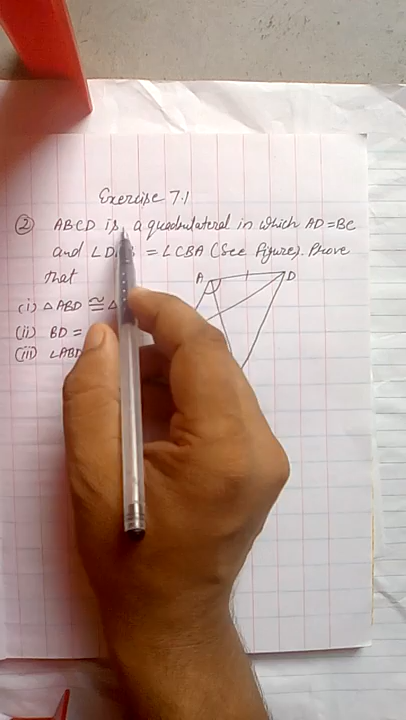 Exercise 7.1
② ABCD is a quadrilateral in which AD = BC
and ∠DAB = ∠CBA (See figure). Prove
that
A D
(i) △ABD ≅ △
(ii) BD =
(iii) ∠ABD